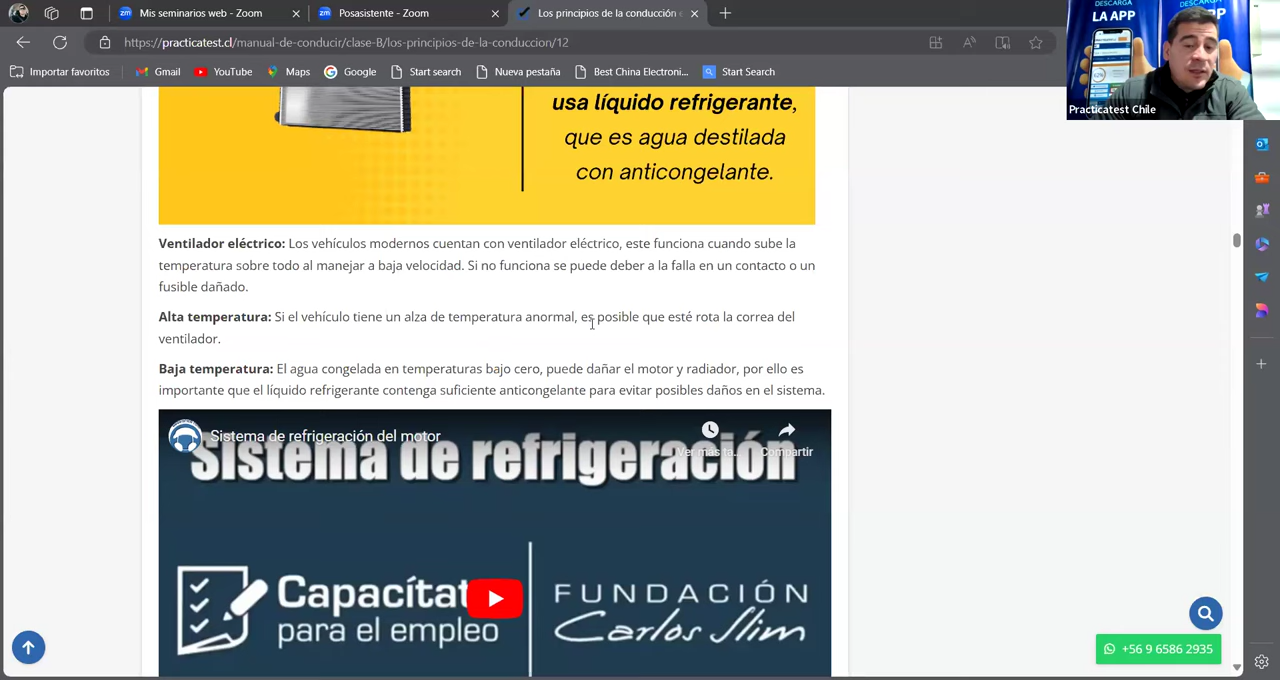 Mis seminarios web - Zoom
Posasistente - Zoom
Los principios de la conducción
https://practicatest.cl/manual-de-conducir/clase-B/los-principios-de-la-conduccion/12
Importar favoritos
Gmail
YouTube
Maps
Google
Start search
Nueva pestaña
Best China Electroni...
Start Search
DESCARGA
LA APP
Practicatest Chile
usa líquido refrigerante,
que es agua destilada
con anticongelante.
Ventilador eléctrico: Los vehículos modernos cuentan con ventilador eléctrico, este funciona cuando sube la
temperatura sobre todo al manejar a baja velocidad. Si no funciona se puede deber a la falla en un contacto o un
fusible dañado.
Alta temperatura: Si el vehículo tiene un alza de temperatura anormal, es posible que esté rota la correa del
ventilador.
Baja temperatura: El agua congelada en temperaturas bajo cero, puede dañar el motor y radiador, por ello es
importante que el líquido refrigerante contenga suficiente anticongelante para evitar posibles daños en el sistema.
Sistema de refrigeración del motor
Ver más ta...
Compartir
Sistema de refrigeración
Capacítat
para el empleo
FUNDACIÓN
Carlos Slim
+56 9 6586 2935